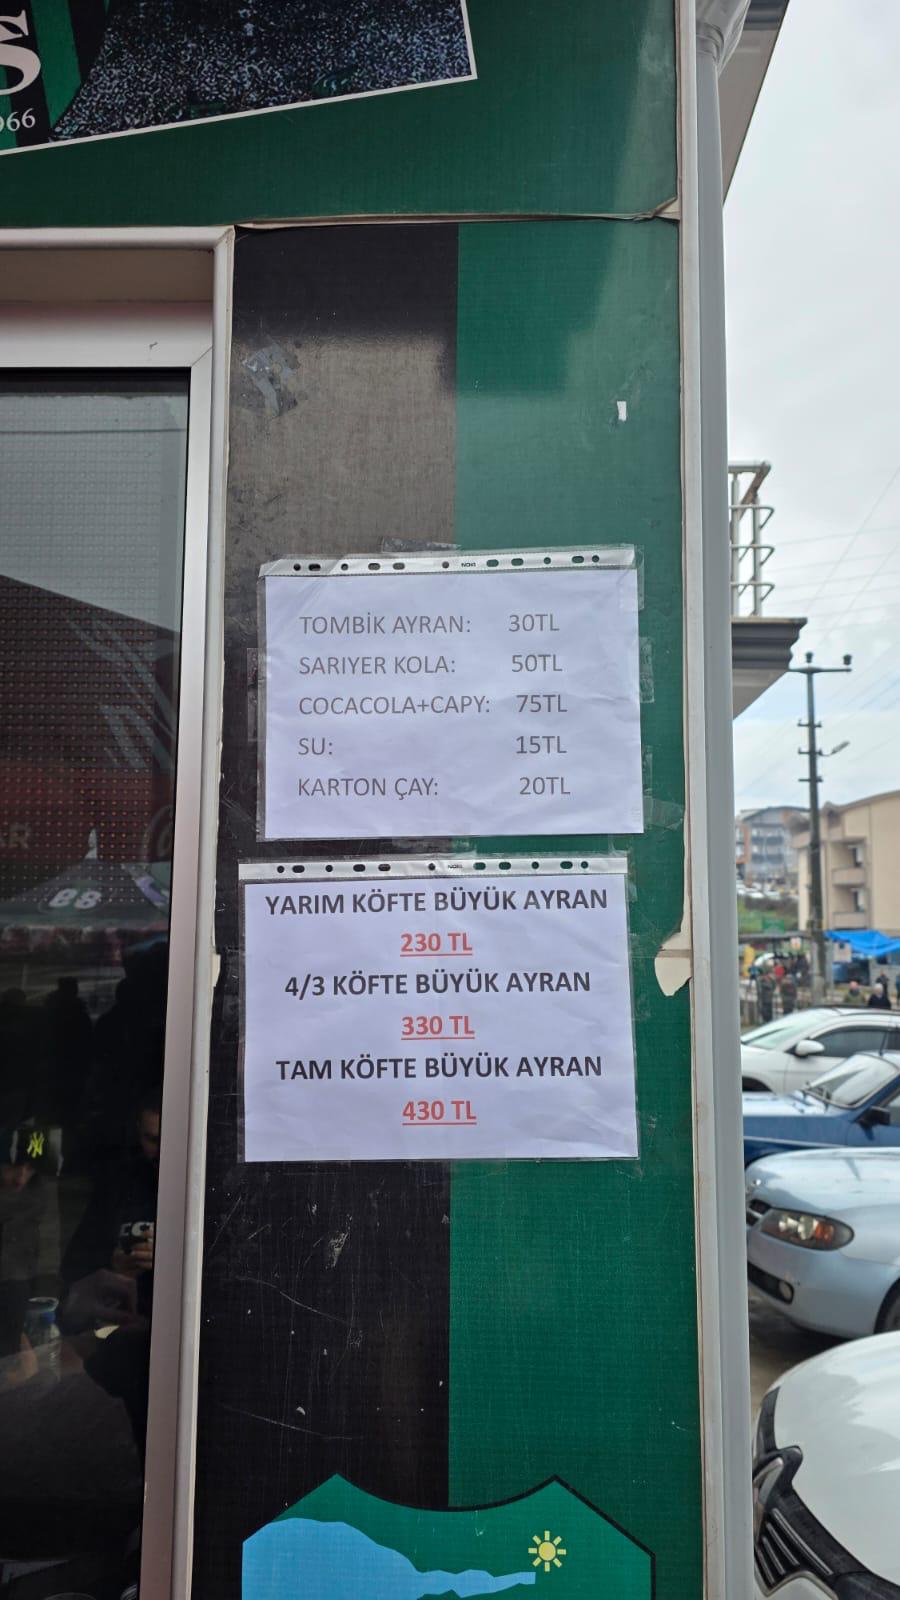 S
966
TOMBİK AYRAN: 30TL
SARIYER KOLA: 50TL
COCACOLA+CAPY: 75TL
SU: 15TL
KARTON ÇAY: 20TL
YARIM KÖFTE BÜYÜK AYRAN
230 TL
4/3 KÖFTE BÜYÜK AYRAN
330 TL
TAM KÖFTE BÜYÜK AYRAN
430 TL